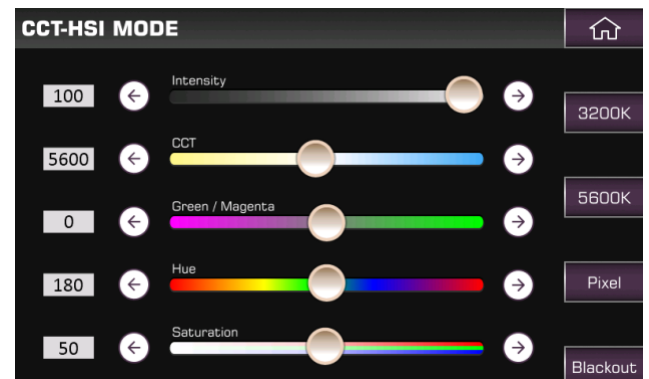 CCT-HSI MODE
Intensity
100
3200K
CCT
5600
5600K
Green / Magenta
0
Hue
180
Pixel
Saturation
50
Blackout